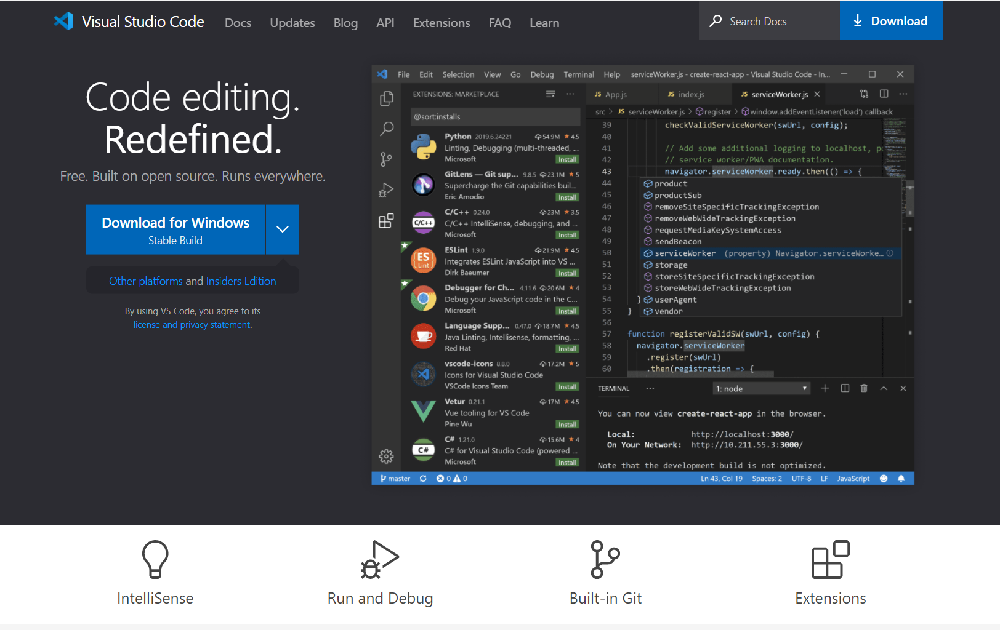 Visual Studio Code Docs Updates Blog API Extensions FAQ Learn Search Docs Download
Code editing.
Redefined.
Free. Built on open source. Runs everywhere.
Download for Windows
Stable Build
Other platforms and Insiders Edition
By using VS Code, you agree to its
license and privacy statement.
File Edit Selection View Go Debug Terminal Help serviceWorker.js - create-react-app - Visual Studio Code - In...
EXTENSIONS: MARKETPLACE
@sort:installs
Python 2019.6.24221 54.9M 4.5
Linting, Debugging (multi-threaded, ...
Microsoft Install
GitLens — Git sup... 9.8.5 23.1M 5
Supercharge the Git capabilities buil...
Eric Amodio Install
C/C++
C/C++ 0.24.0 23M 3.5
C/C++ IntelliSense, debugging, and ...
Microsoft Install
ES
Lint
ESLint 1.9.0 21.9M 4.5
Integrates ESLint JavaScript into VS ...
Dirk Baeumer Install
Debugger for Ch... 4.11.6 20.6M 4
Debug your JavaScript code in the C...
Microsoft Install
Language Supp... 0.47.0 18.7M 4.5
Java Linting, Intellisense, formatting, ...
Red Hat Install
vscode-icons 8.8.0 17.2M 5
Icons for Visual Studio Code
VSCode Icons Team Install
Vetur 0.21.1 17M 4.5
Vue tooling for VS Code
Pine Wu Install
C#
C# 1.21.0 15.6M 4
C# for Visual Studio Code (powered ...
Microsoft Install
JS App.js JS index.js JS serviceWorker.js
src > JS serviceWorker.js > register > window.addEventListener('load') callback
39 checkValidServiceWorker(swUrl, config);
40
41 // Add some additional logging to localhost,
42 // service worker/PWA documentation.
43 navigator.serviceWorker.ready.then(() => {
44 product
45 productSub
46 removeSiteSpecificTrackingException
47 removeWebWideTrackingException
48 requestMediaKeySystemAccess
49 sendBeacon
50 serviceWorker (property) Navigator.serviceWorke...
51 storage
52 storeSiteSpecificTrackingException
53 storeWebWideTrackingException
54 } userAgent
55 } vendor
56
57 function registerValidSW(swUrl, config) {
58 navigator.serviceWorker
59 .register(swUrl)
60 .then(registration => {
TERMINAL ... 1: node
You can now view create-react-app in the browser.
Local: http://localhost:3000/
On Your Network: http://10.211.55.3:3000/
Note that the development build is not optimized.
master 0 0 Ln 43, Col 19 Spaces: 2 UTF-8 LF JavaScript
IntelliSense Run and Debug Built-in Git Extensions